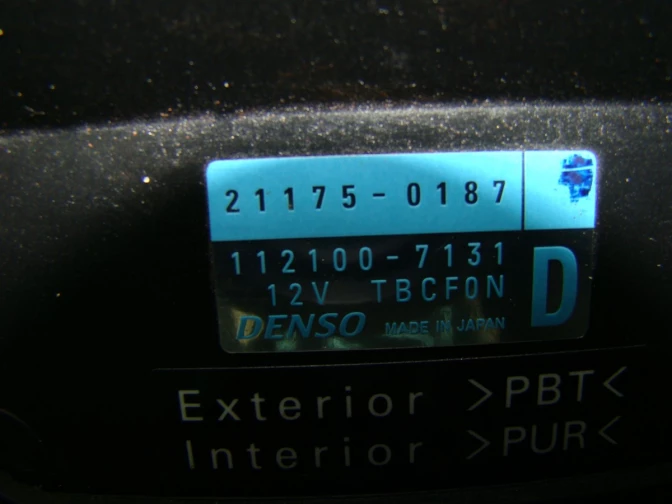 21175-0187
112100-7131
12V TBCF0N
D
DENSO MADE IN JAPAN
Exterior >PBT<
Interior >PUR<